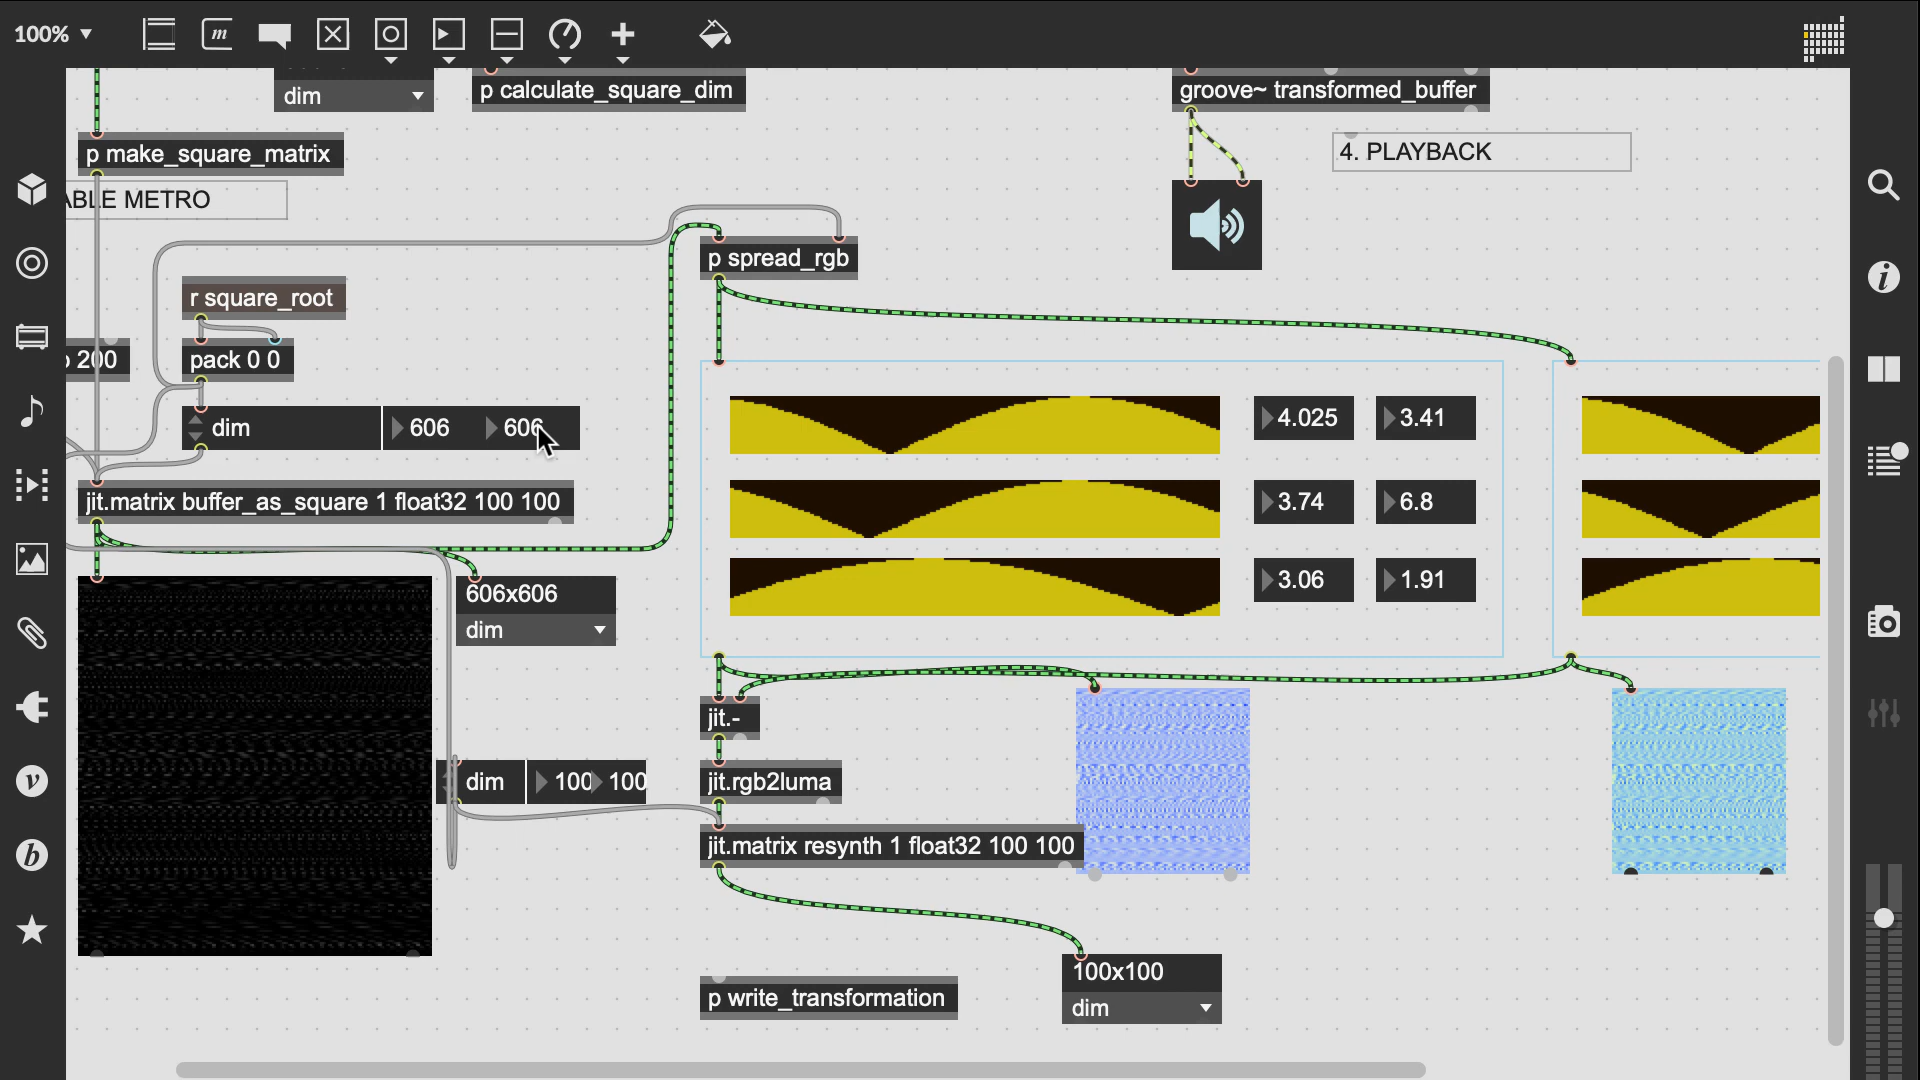 100%
m
dim
p calculate_square_dim
groove~ transformed_buffer
p make_square_matrix
4. PLAYBACK
ABLE METRO
p spread_rgb
r square_root
200
pack 0 0
dim 606 606
4.025 3.41
3.74 6.8
3.06 1.91
jit.matrix buffer_as_square 1 float32 100 100
606x606
dim
jit.-
dim 100 100
jit.rgb2luma
jit.matrix resynth 1 float32 100 100
100x100
dim
p write_transformation
i
v
b